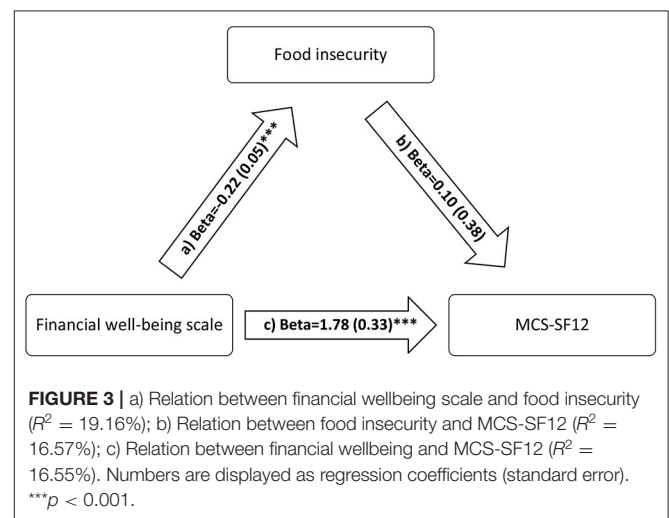 Food insecurity
a) Beta=-0.22 (0.05)***
b) Beta=0.10 (0.38)
Financial well-being scale
c) Beta=1.78 (0.33)***
MCS-SF12
FIGURE 3 | a) Relation between financial wellbeing scale and food insecurity
(R² = 19.16%); b) Relation between food insecurity and MCS-SF12 (R² =
16.57%); c) Relation between financial wellbeing and MCS-SF12 (R² =
16.55%). Numbers are displayed as regression coefficients (standard error).
***p < 0.001.